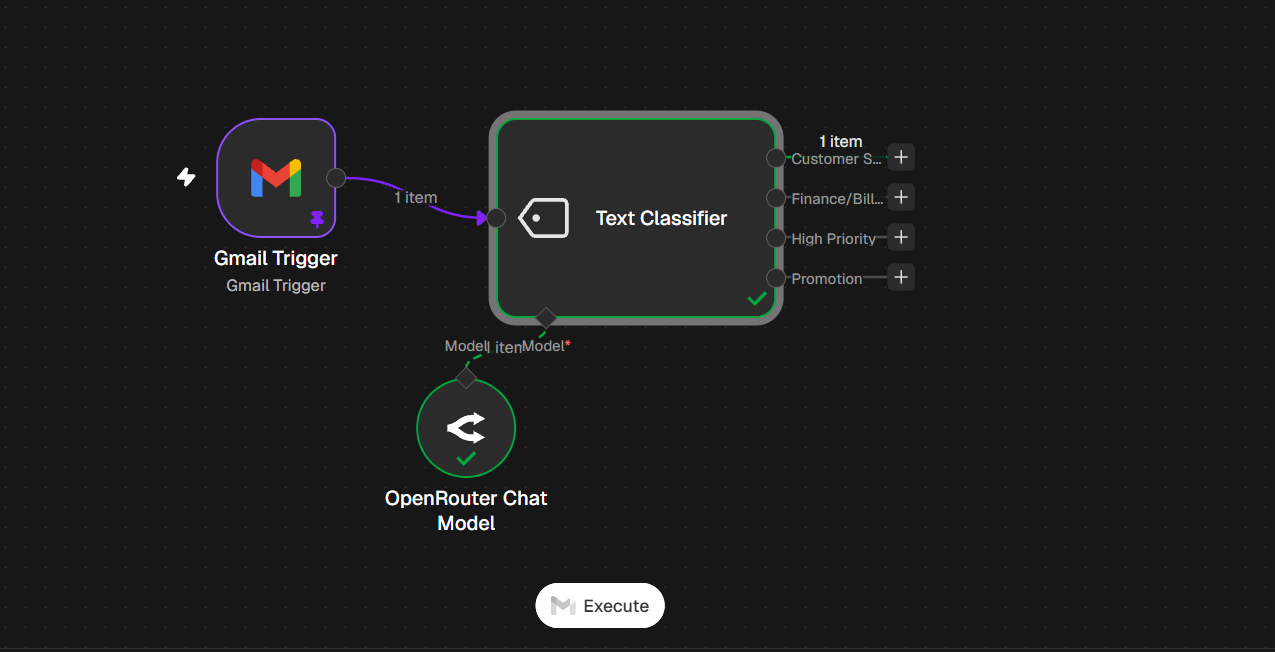 1 item
Customer S...
1 item
Finance/Bill...
Text Classifier
High Priority
Gmail Trigger
Promotion
Gmail Trigger
Model
Model*
OpenRouter Chat
Model
Execute